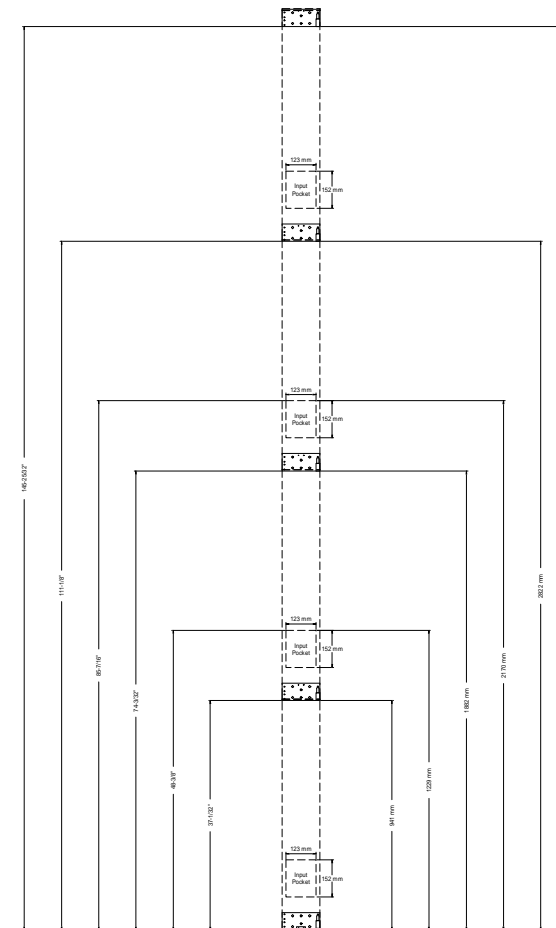 123 mm
Input
Pocket
152 mm
123 mm
Input
Pocket
152 mm
145-25/32"
111-1/8"
2822 mm
85-7/16"
2170 mm
74-3/32"
1882 mm
123 mm
Input
Pocket
152 mm
48-3/8"
1229 mm
37-1/32"
941 mm
123 mm
Input
Pocket
152 mm